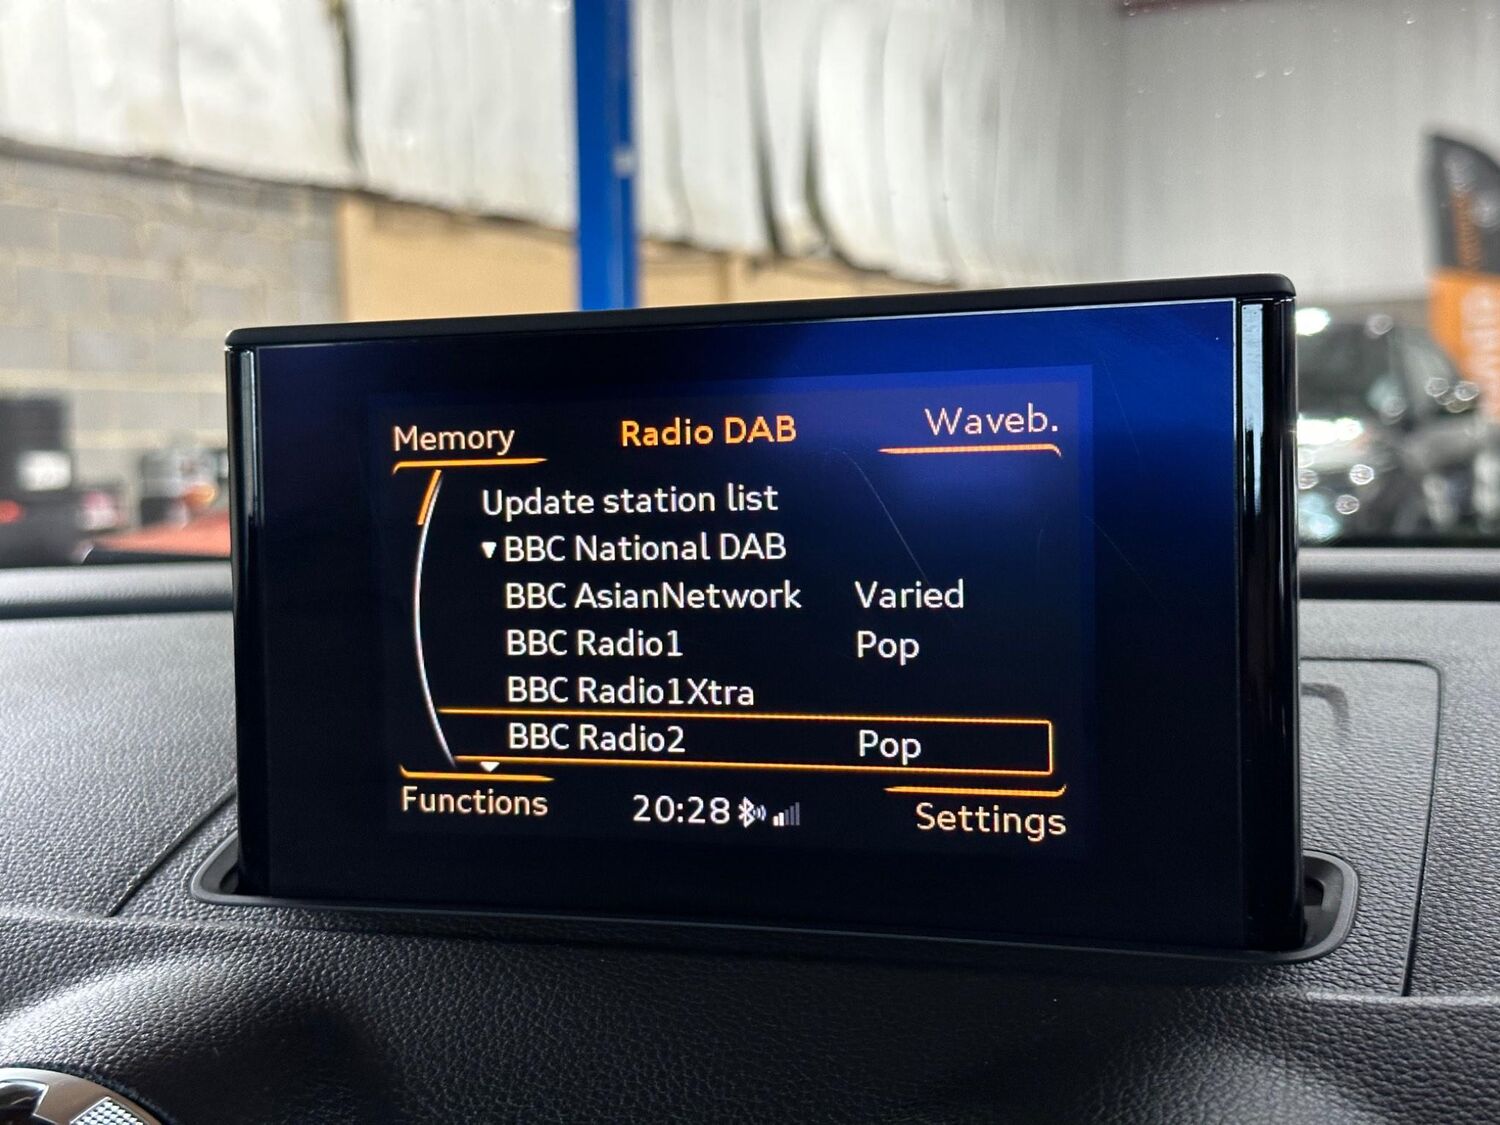 Memory Radio DAB Waveb.
Update station list
BBC National DAB
BBC AsianNetwork Varied
BBC Radio1 Pop
BBC Radio1Xtra
BBC Radio2 Pop
Functions 20:28 Settings